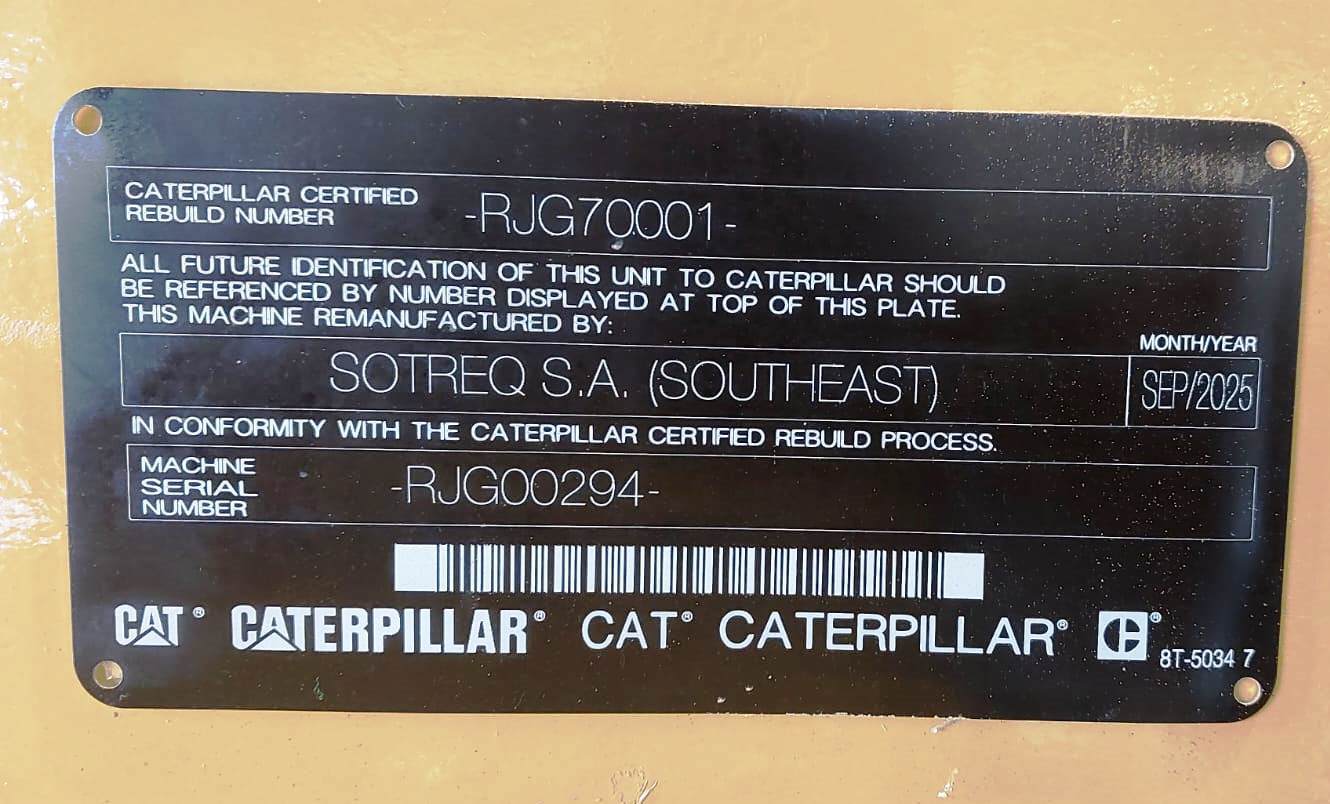 CATERPILLAR CERTIFIED
REBUILD NUMBER
-RJG70001-
ALL FUTURE IDENTIFICATION OF THIS UNIT TO CATERPILLAR SHOULD
BE REFERENCED BY NUMBER DISPLAYED AT TOP OF THIS PLATE.
THIS MACHINE REMANUFACTURED BY:
MONTH/YEAR
SOTREQ S.A. (SOUTHEAST)
SEP/2025
IN CONFORMITY WITH THE CATERPILLAR CERTIFIED REBUILD PROCESS.
MACHINE
SERIAL
NUMBER
-RJG00294-
CAT® CATERPILLAR® CAT® CATERPILLAR® C® 8T-5034 7